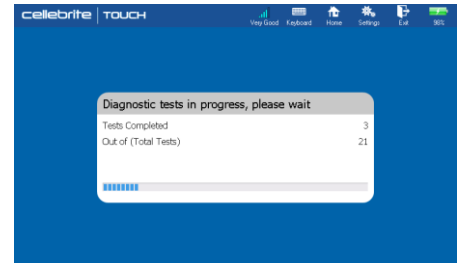 cellebrite TOUCH
Very Good Keyboard Home Settings Exit 98%
Diagnostic tests in progress, please wait
Tests Completed 3
Out of (Total Tests) 21